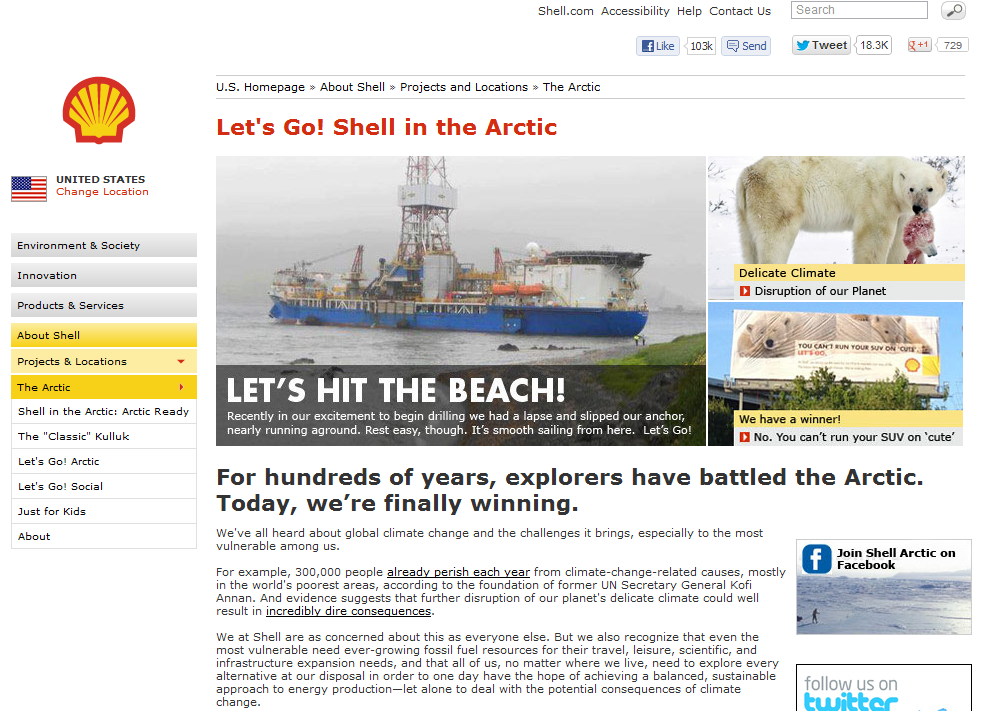 Shell.com Accessibility Help Contact Us
Search
Like 103k Send Tweet 18.3K +1 729
U.S. Homepage » About Shell » Projects and Locations » The Arctic
Let's Go! Shell in the Arctic
UNITED STATES
Change Location
Environment & Society
Innovation
Products & Services
About Shell
Projects & Locations
The Arctic
Shell in the Arctic: Arctic Ready
The "Classic" Kulluk
Let's Go! Arctic
Let's Go! Social
Just for Kids
About
LET'S HIT THE BEACH!
Recently in our excitement to begin drilling we had a lapse and slipped our anchor,
nearly running aground. Rest easy, though. It's smooth sailing from here. Let's Go!
Delicate Climate
Disruption of our Planet
YOU CAN'T RUN YOUR SUV ON 'CUTE'.
LET'S GO.
We have a winner!
No. You can't run your SUV on 'cute'
For hundreds of years, explorers have battled the Arctic.
Today, we're finally winning.
We've all heard about global climate change and the challenges it brings, especially to the most
vulnerable among us.
For example, 300,000 people already perish each year from climate-change-related causes, mostly
in the world's poorest areas, according to the foundation of former UN Secretary General Kofi
Annan. And evidence suggests that further disruption of our planet's delicate climate could well
result in incredibly dire consequences.
We at Shell are as concerned about this as everyone else. But we also recognize that even the
most vulnerable need ever-growing fossil fuel resources for their travel, leisure, scientific, and
infrastructure expansion needs, and that all of us, no matter where we live, need to explore every
alternative at our disposal in order to one day have the hope of achieving a balanced, sustainable
approach to energy production—let alone to deal with the potential consequences of climate
change.
Join Shell Arctic on
Facebook
follow us on
twitter